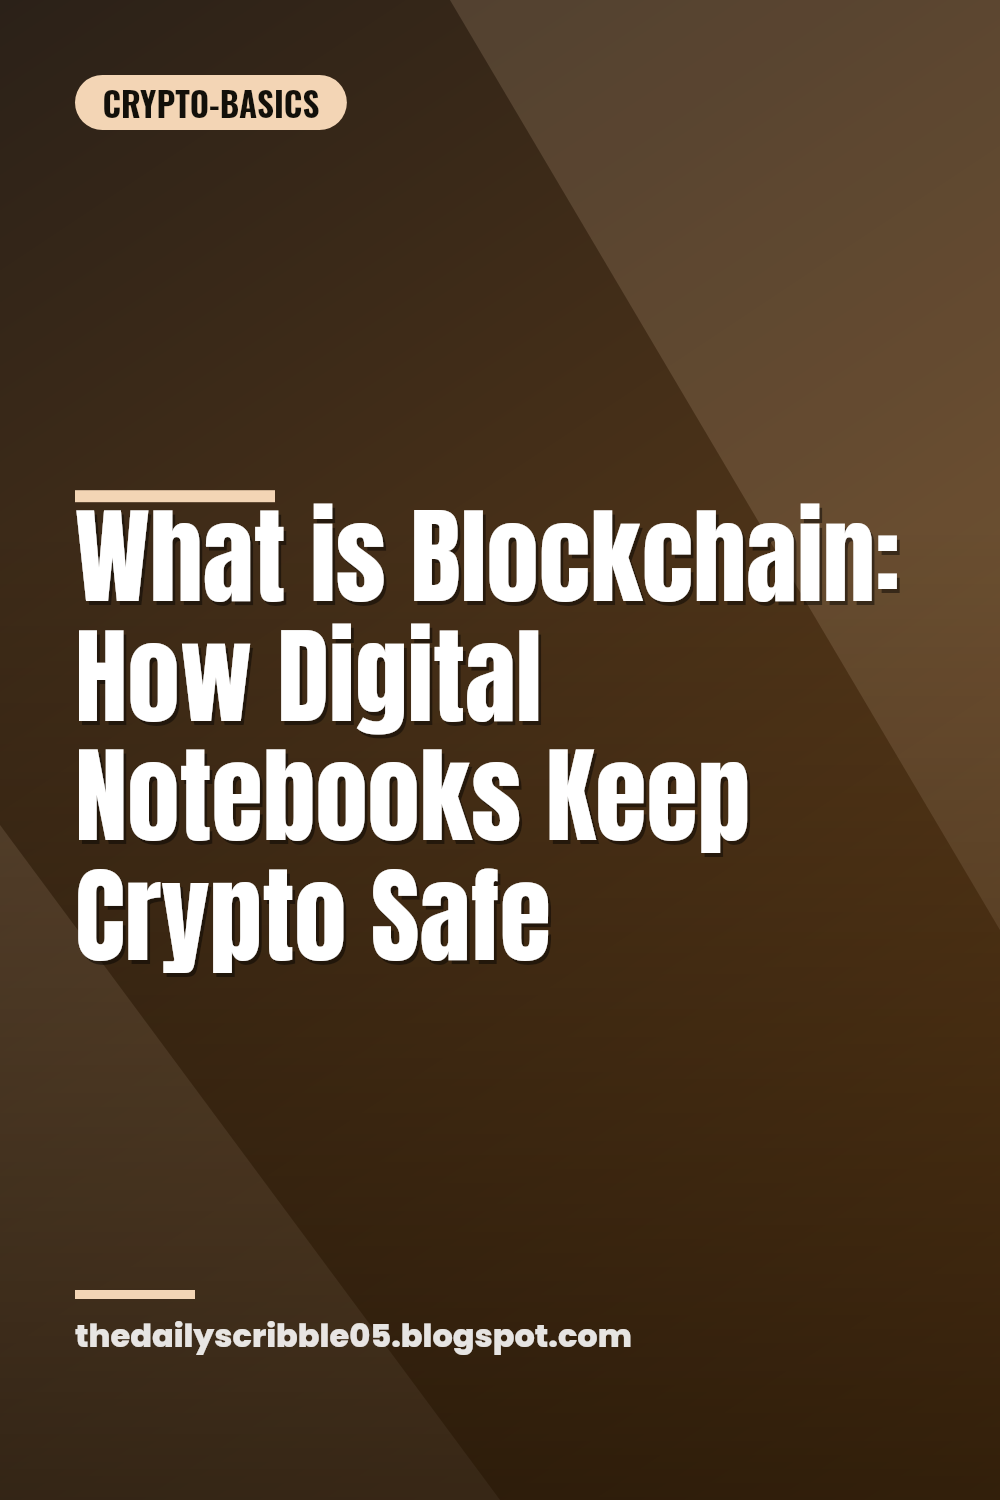 CRYPTO-BASICS
What is Blockchain:
How Digital
Notebooks Keep
Crypto Safe
thedailyscribble05.blogspot.com